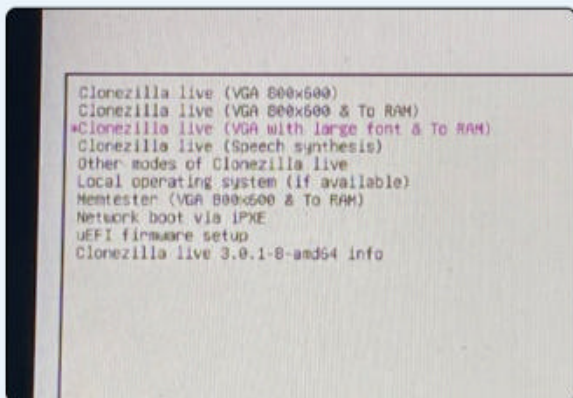 Clonezilla live (VGA 800x600)
Clonezilla live (VGA 800x600 & To RAM)
*Clonezilla live (VGA with large font & To RAM)
Clonezilla live (Speech synthesis)
Other modes of Clonezilla live
Local operating system (if available)
Memtester (VGA 800x600 & To RAM)
Network boot via iPXE
uEFI firmware setup
Clonezilla live 3.0.1-8-amd64 info